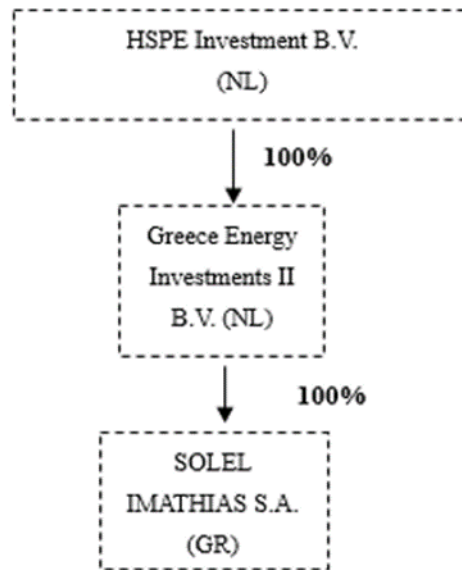 HSPE Investment B.V.
(NL)
100%
Greece Energy
Investments II
B.V. (NL)
100%
SOLEL
IMATHIAS S.A.
(GR)